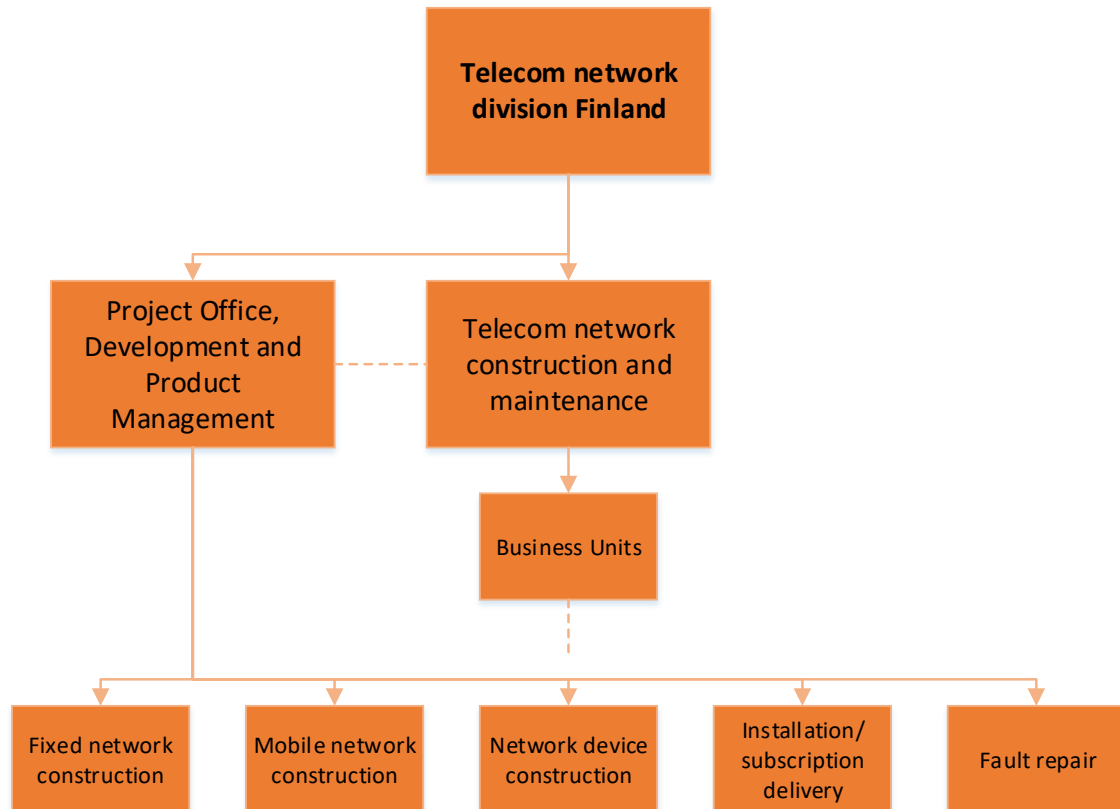 Telecom network
division Finland
Project Office,
Development and
Product
Management
Telecom network
construction and
maintenance
Business Units
Fixed network
construction
Mobile network
construction
Network device
construction
Installation/
subscription
delivery
Fault repair